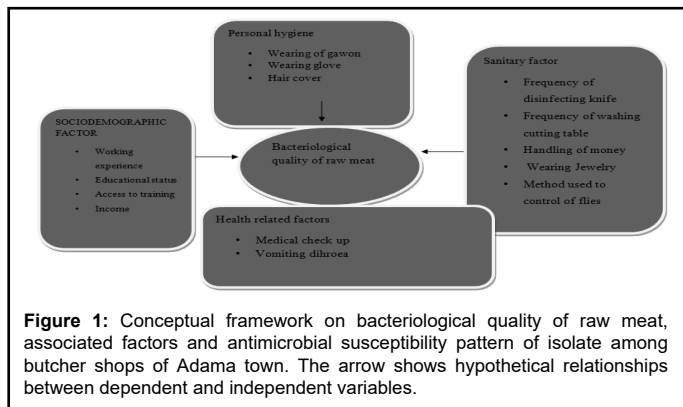 Personal hygiene
• Wearing of gawon
• Wearing glove
• Hair cover
SOCIODEMOGRAPHIC
FACTOR
• Working
experience
• Educational status
• Access to training
• Income
Bacteriological
quality of raw meat
Sanitary factor
• Frequency of
disinfecting knife
• Frequency of washing
cutting table
• Handling of money
• Wearing Jewelry
• Method used to
control of flies
Health related factors
• Medical check up
• Vomiting dihroea
Figure 1: Conceptual framework on bacteriological quality of raw meat,
associated factors and antimicrobial susceptibility pattern of isolate among
butcher shops of Adama town. The arrow shows hypothetical relationships
between dependent and independent variables.